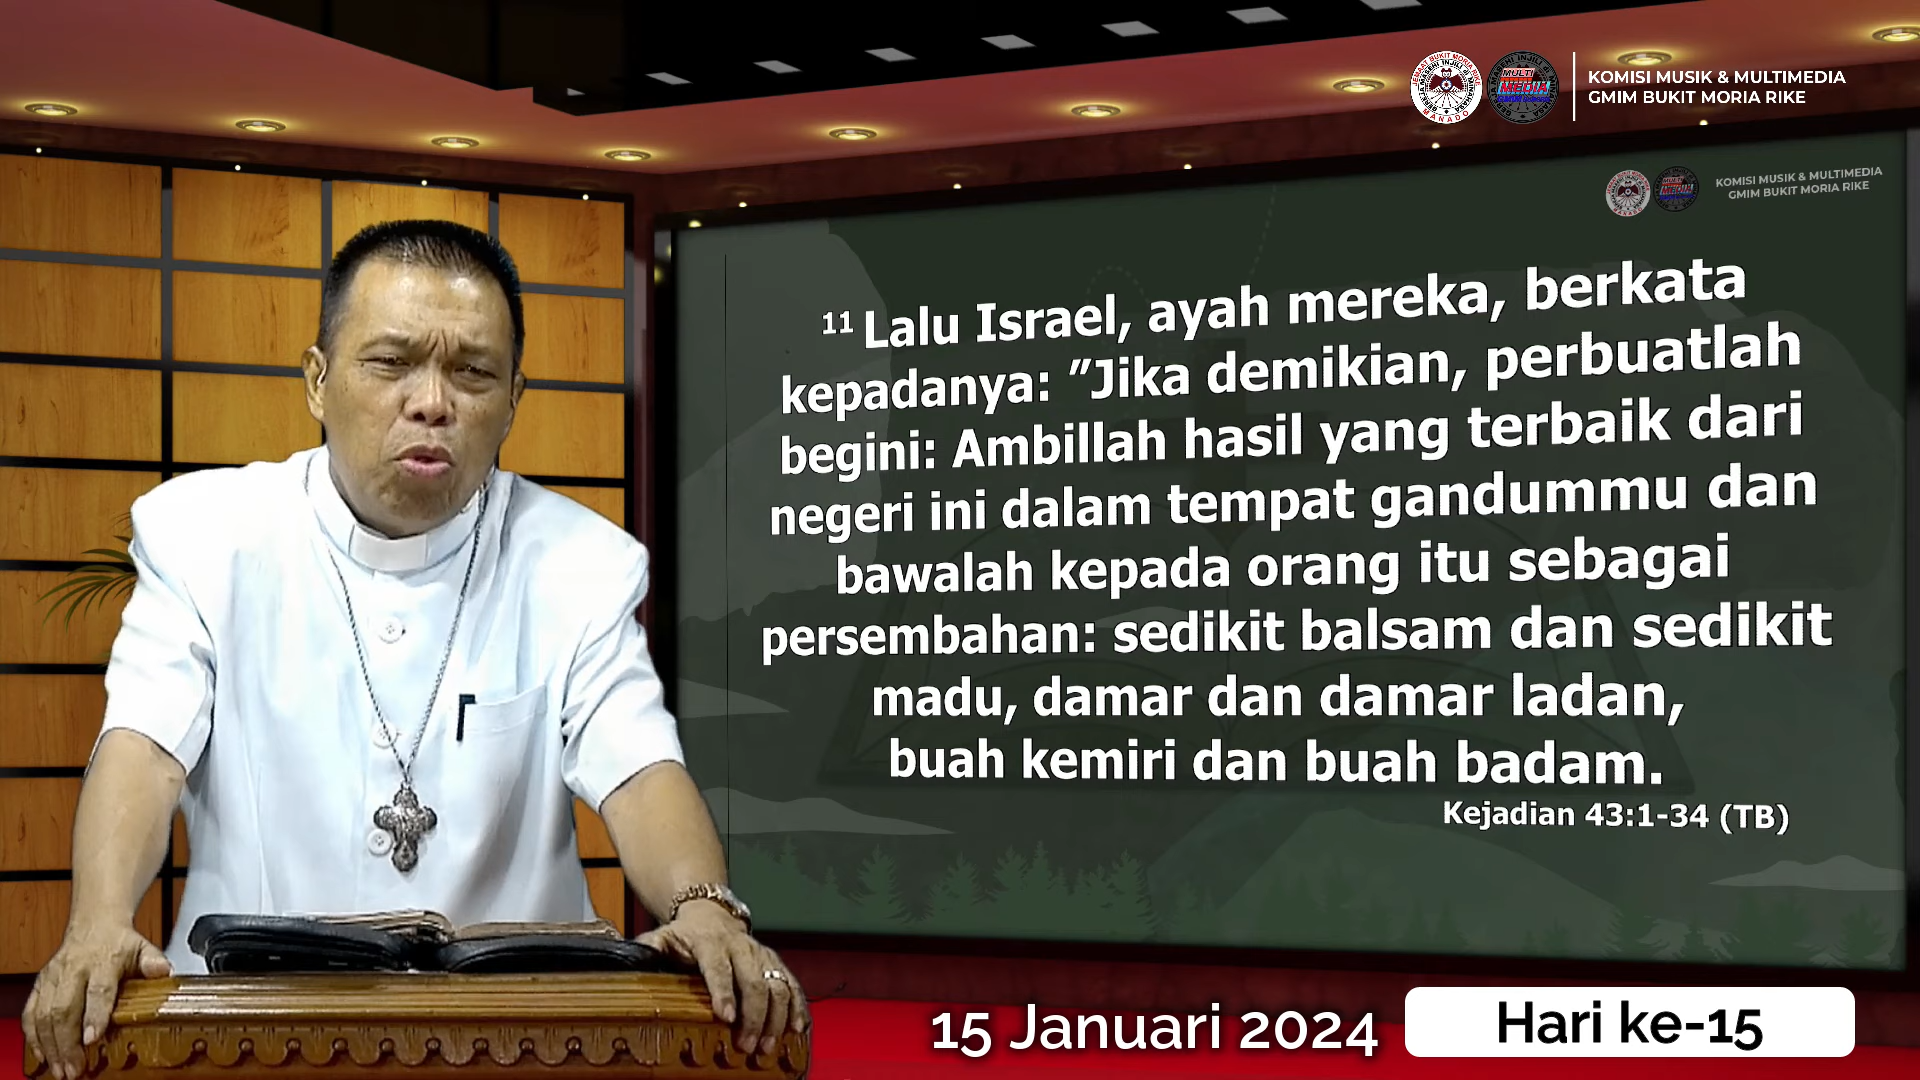 KOMISI MUSIK & MULTIMEDIA
GMIM BUKIT MORIA RIKE
KOMISI MUSIK & MULTIMEDIA
GMIM BUKIT MORIA RIKE
11 Lalu Israel, ayah mereka, berkata
kepadanya: ”Jika demikian, perbuatlah
begini: Ambillah hasil yang terbaik dari
negeri ini dalam tempat gandummu dan
bawalah kepada orang itu sebagai
persembahan: sedikit balsam dan sedikit
madu, damar dan damar ladan,
buah kemiri dan buah badam.
Kejadian 43:1-34 (TB)
15 Januari 2024
Hari ke-15
MULTI
MEDIA
MANADO